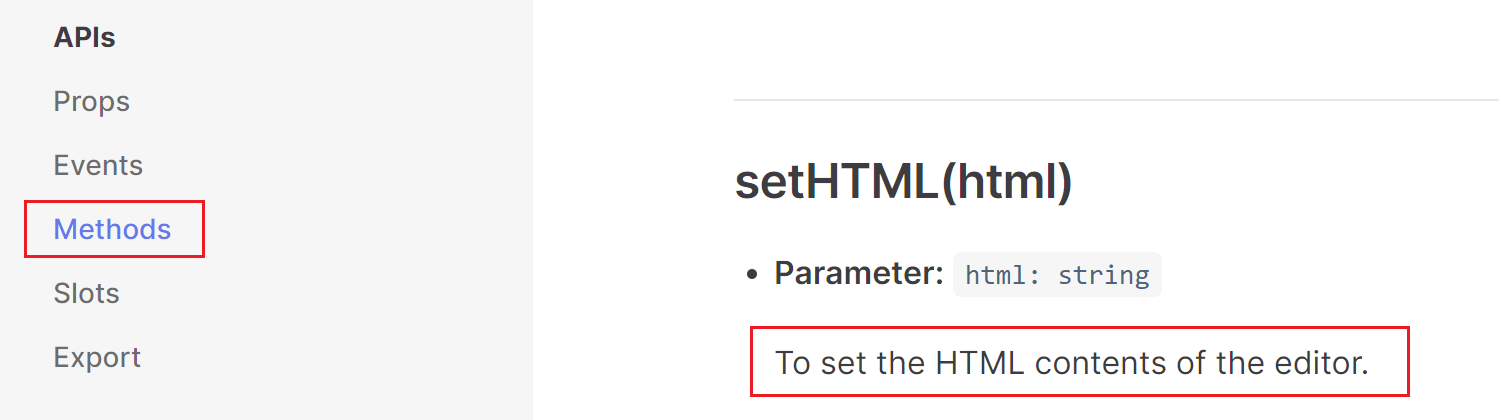 APIs
Props
Events
Methods
Slots
Export
setHTML(html)
• Parameter: html: string
To set the HTML contents of the editor.